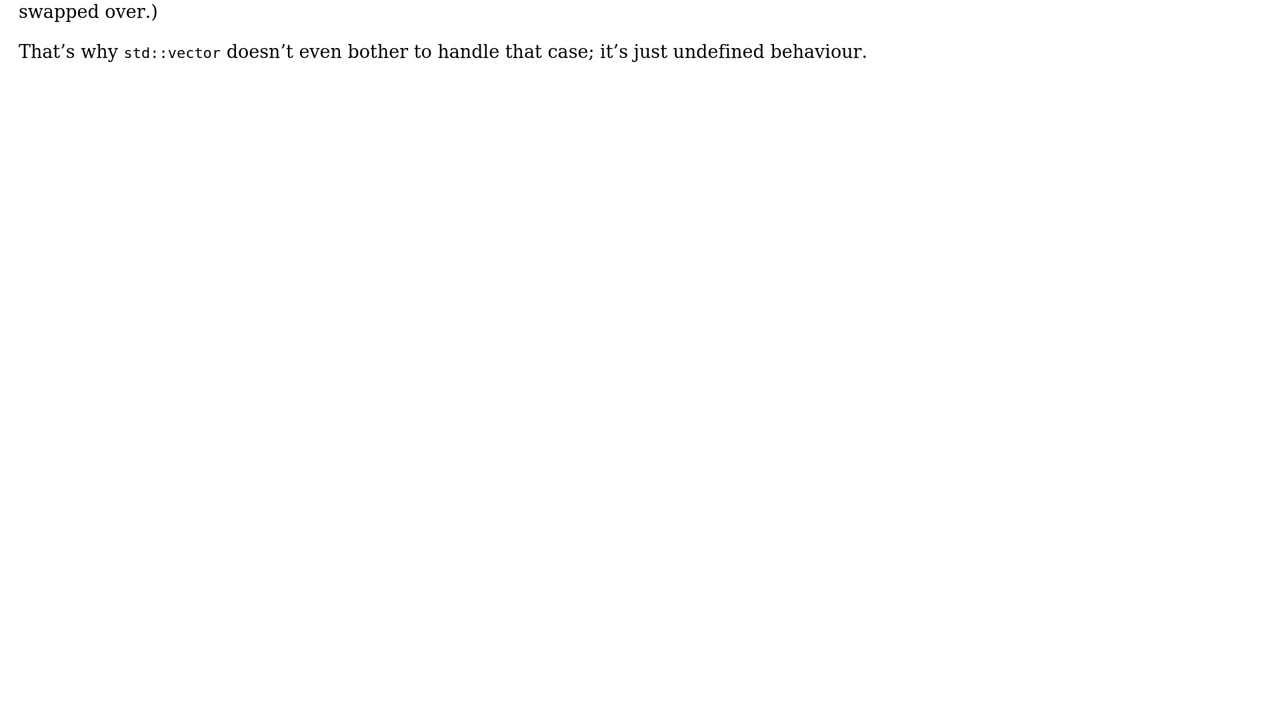 swapped over.)
That’s why std::vector doesn’t even bother to handle that case; it’s just undefined behaviour.